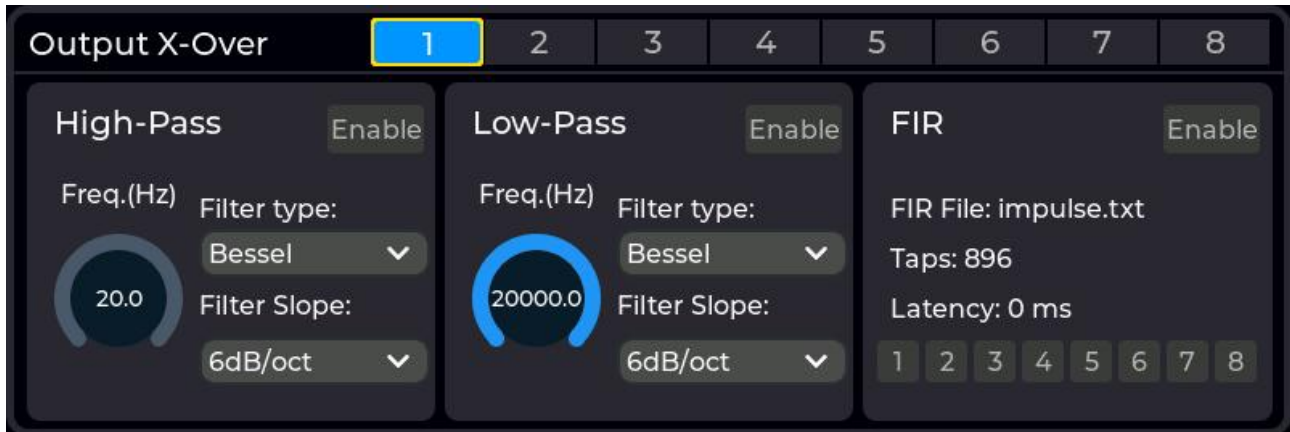 Output X-Over 1 2 3 4 5 6 7 8
High-Pass Enable
Freq.(Hz)
20.0
Filter type:
Bessel
Filter Slope:
6dB/oct
Low-Pass Enable
Freq.(Hz)
20000.0
Filter type:
Bessel
Filter Slope:
6dB/oct
FIR Enable
FIR File: impulse.txt
Taps: 896
Latency: 0 ms
1 2 3 4 5 6 7 8